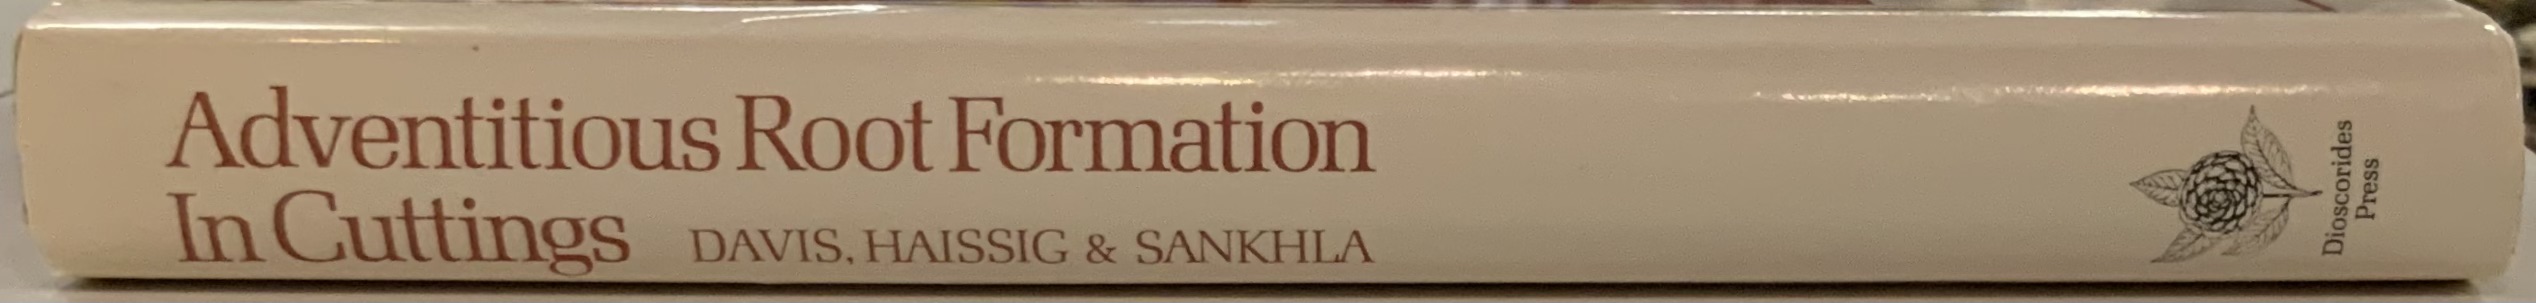 Adventitious Root Formation
In Cuttings DAVIS, HAISSIG & SANKHLA
Dioscorides
Press